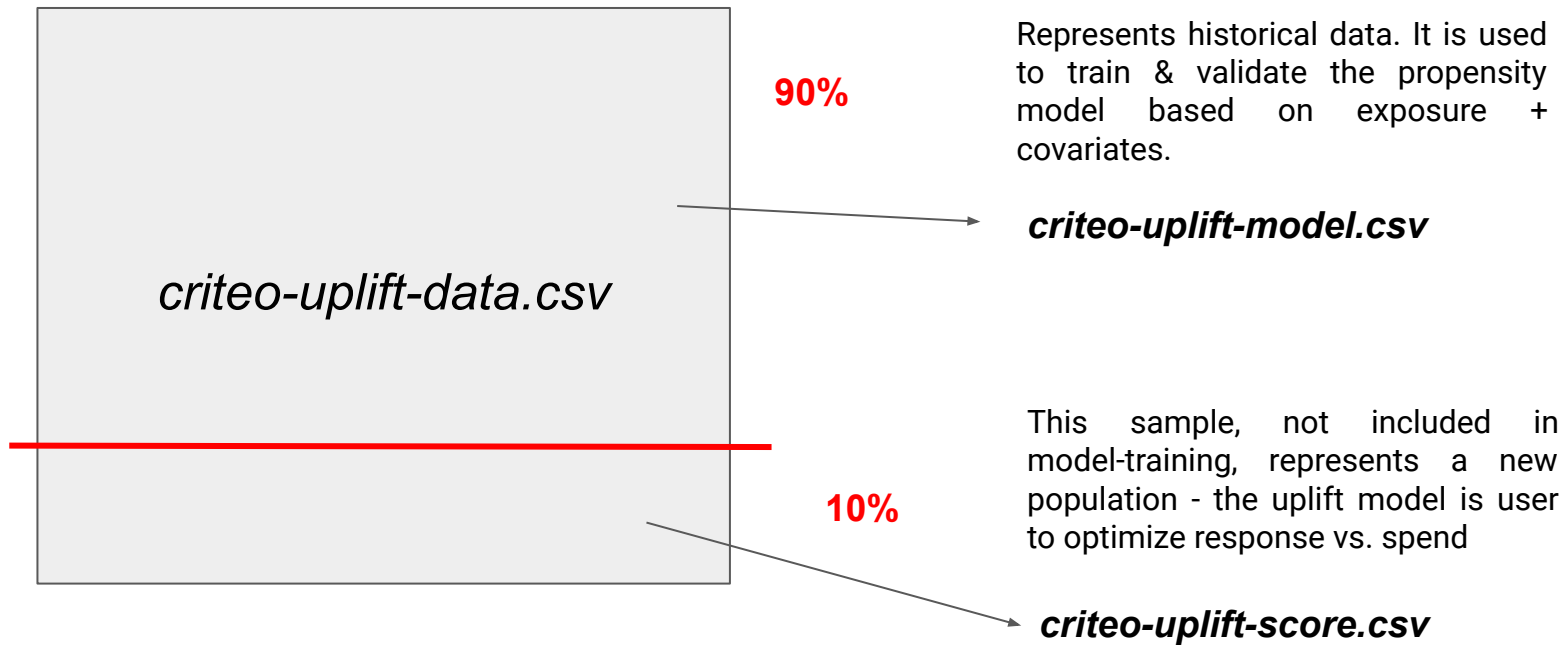 criteo-uplift-data.csv
90%
Represents historical data. It is used
to train & validate the propensity
model based on exposure +
covariates.
criteo-uplift-model.csv
10%
This sample, not included in
model-training, represents a new
population - the uplift model is user
to optimize response vs. spend
criteo-uplift-score.csv